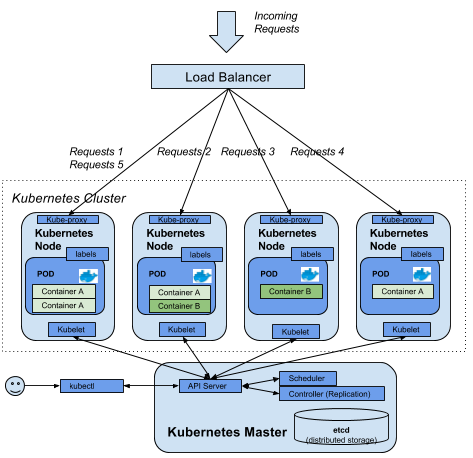 Incoming
Requests
Load Balancer
Requests 1
Requests 5
Requests 2
Requests 3
Requests 4
Kubernetes Cluster
Kube-proxy
Kubernetes
Node
labels
POD
Container A
Container A
Kubelet
Kube-proxy
Kubernetes
Node
labels
POD
Container A
Container B
Kubelet
Kube-proxy
Kubernetes
Node
labels
POD
Container B
Kubelet
Kube-proxy
Kubernetes
Node
labels
POD
Container A
Kubelet
kubectl
API Server
Scheduler
Controller (Replication)
Kubernetes Master
etcd
(distributed storage)